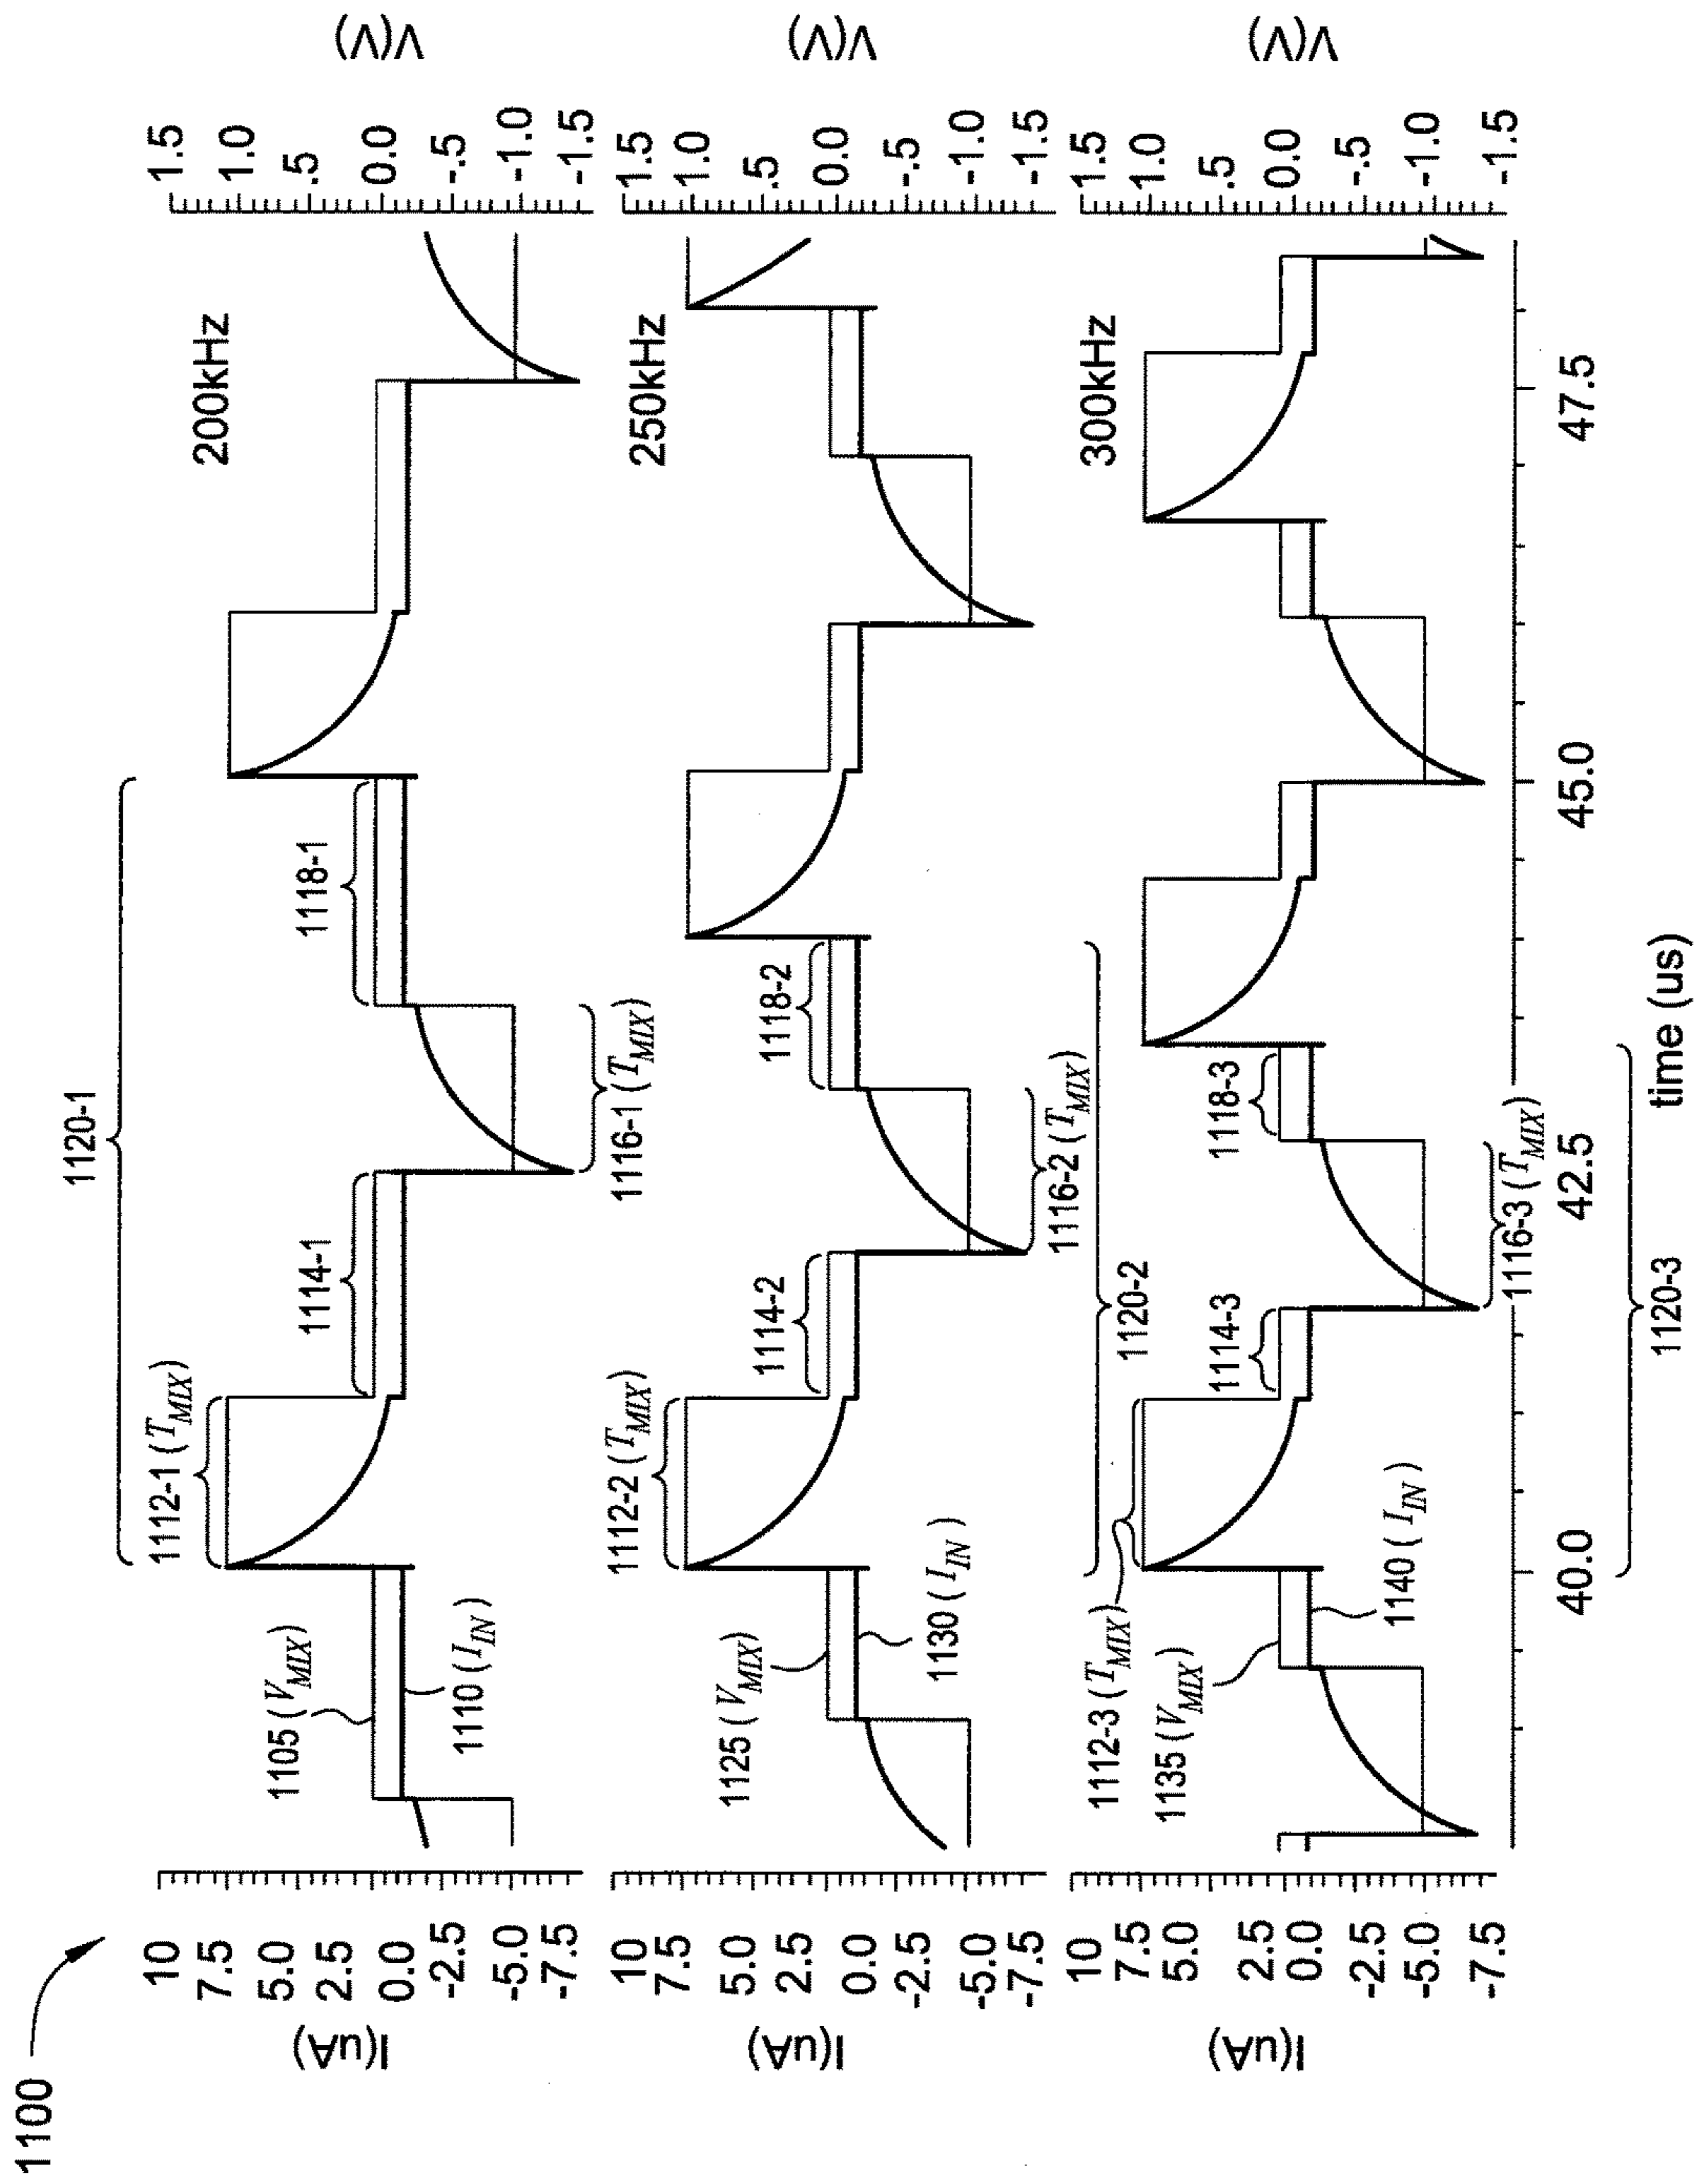 1100
1120-1
1112-1 (T_MIX)
1114-1
1118-1
200kHz
1105 (V_MIX)
1110 (I_IN)
1116-1 (T_MIX)
I(uA)
10
7.5
5.0
2.5
0.0
-2.5
-5.0
-7.5
V(V)
1.5
1.0
.5
0.0
-.5
-1.0
-1.5
1112-2 (T_MIX)
1114-2
1118-2
250kHz
1125 (V_MIX)
1130 (I_IN)
1116-2 (T_MIX)
1120-2
I(uA)
10
7.5
5.0
2.5
0.0
-2.5
-5.0
-7.5
V(V)
1.5
1.0
.5
0.0
-.5
-1.0
-1.5
1112-3 (T_MIX)
1135 (V_MIX)
1114-3
1118-3
300kHz
1140 (I_IN)
1116-3 (T_MIX)
I(uA)
10
7.5
5.0
2.5
0.0
-2.5
-5.0
-7.5
V(V)
1.5
1.0
.5
0.0
-.5
-1.0
-1.5
40.0
42.5
45.0
47.5
1120-3
time (us)